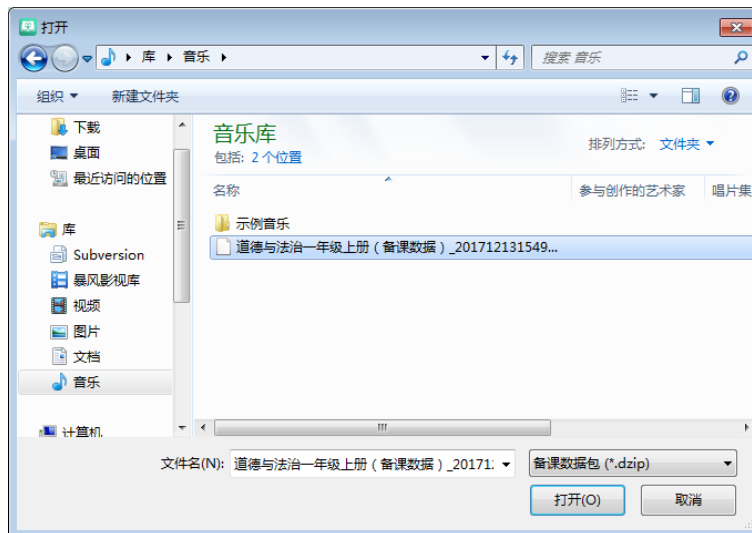 打开
库 音乐
搜索 音乐
组织 新建文件夹
下载
桌面
最近访问的位置
库
Subversion
暴风影视库
视频
图片
文档
音乐
计算机
音乐库
包括: 2 个位置
排列方式: 文件夹
名称 参与创作的艺术家 唱片集
示例音乐
道德与法治一年级上册（备课数据）_201712131549...
文件名(N): 道德与法治一年级上册（备课数据）_20171: 备课数据包 (*.dzip)
打开(O) 取消